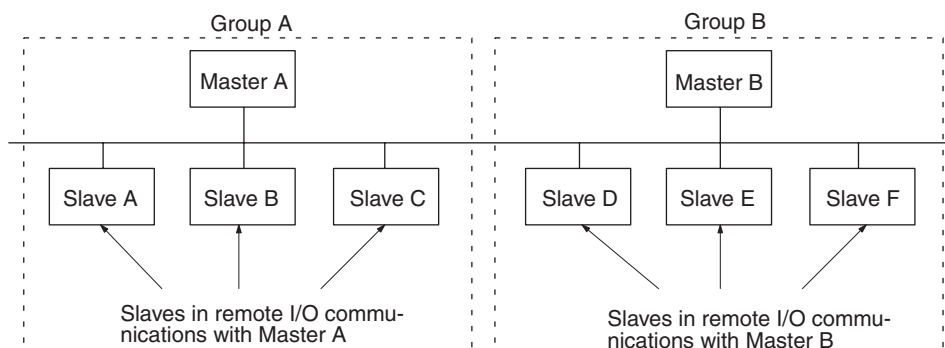 Group A
Group B
Master A
Master B
Slave A
Slave B
Slave C
Slave D
Slave E
Slave F
Slaves in remote I/O commu-
nications with Master A
Slaves in remote I/O commu-
nications with Master B